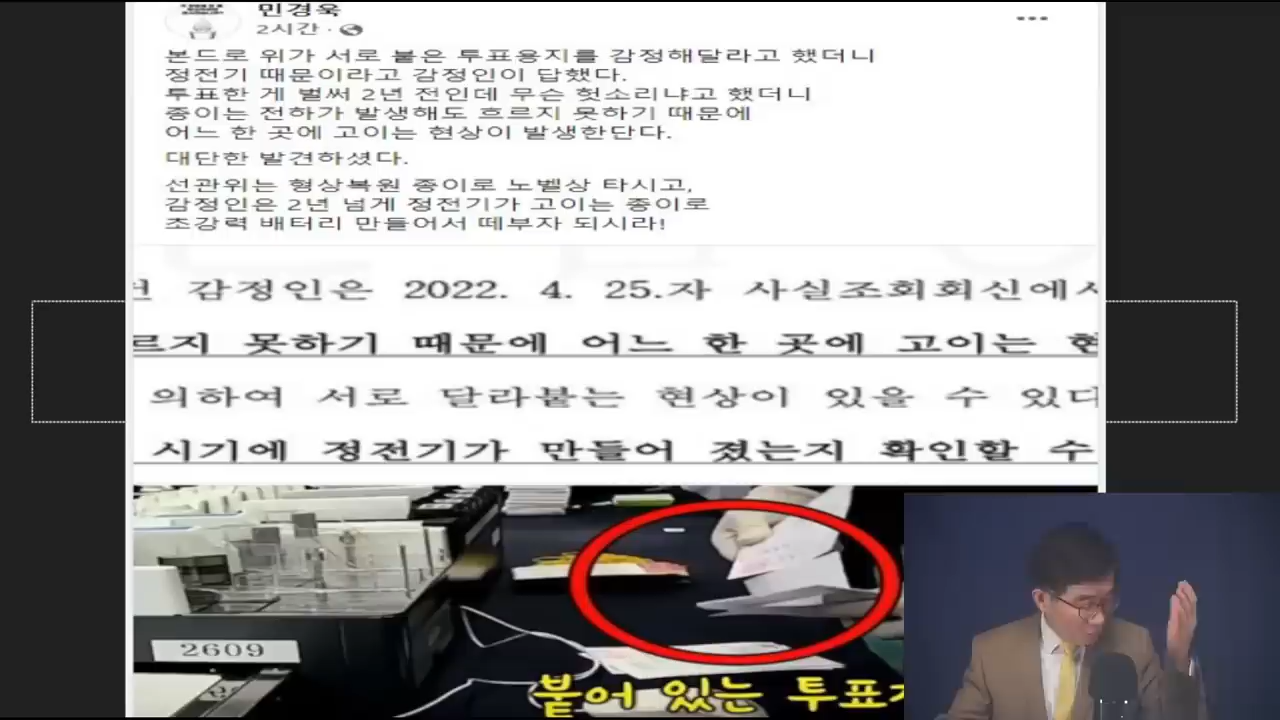 민경욱
2시간
본드로 위가 서로 붙은 투표용지를 감정해달라고 했더니
정전기 때문이라고 감정인이 답했다.
투표한 게 벌써 2년 전인데 무슨 헛소리냐고 했더니
종이는 전하가 발생해도 흐르지 못하기 때문에
어느 한 곳에 고이는 현상이 발생한단다.
대단한 발견하셨다.
선관위는 형상복원 종이로 노벨상 타시고,
감정인은 2년 넘게 정전기가 고이는 종이로
초강력 배터리 만들어서 떼부자 되시라!
감정인은 2022. 4. 25.자 사실조회회신에서
르지 못하기 때문에 어느 한 곳에 고이는 현
의하여 서로 달라붙는 현상이 있을 수 있다
시기에 정전기가 만들어 졌는지 확인할 수
2609
붙어 있는 투표